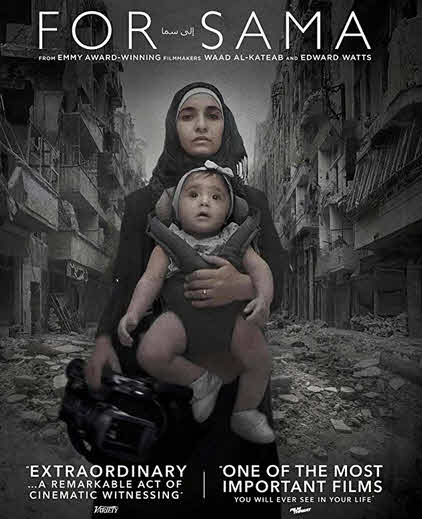 FOR إلى سما SAMA
FROM EMMY AWARD-WINNING FILMMAKERS WAAD AL-KATEAB AND EDWARD WATTS
"EXTRAORDINARY
...A REMARKABLE ACT OF
CINEMATIC WITNESSING"
VARIETY
"ONE OF THE MOST
IMPORTANT FILMS
YOU WILL EVER SEE IN YOUR LIFE"